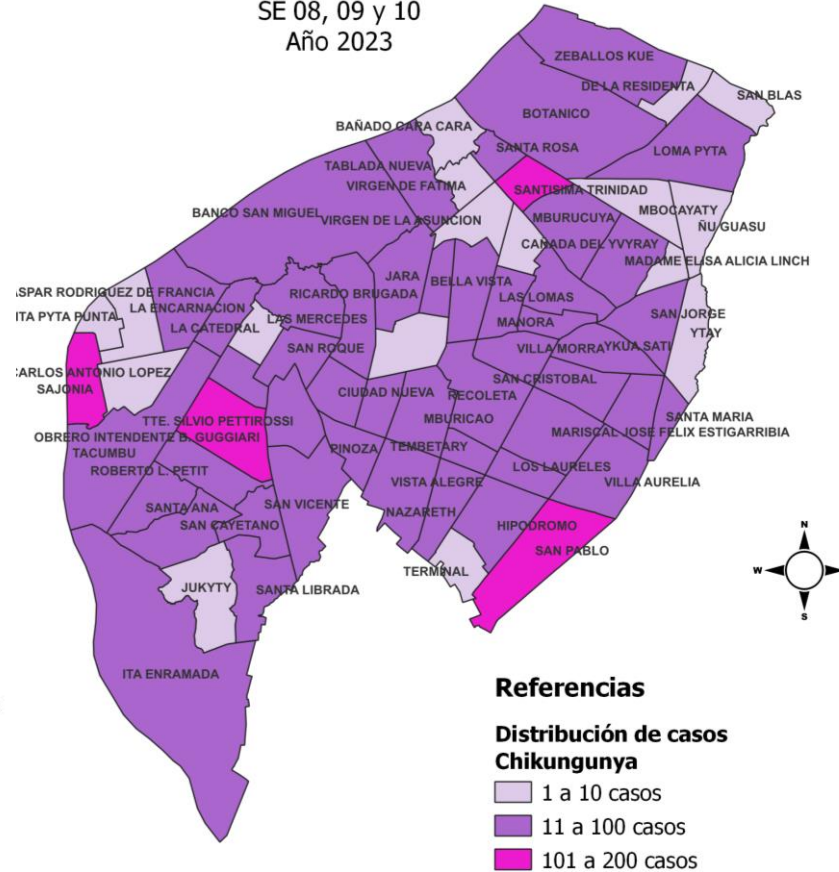 SE 08, 09 y 10
Año 2023
ZEBALLOS KUE
DE LA RESIDENTA
SAN BLAS
BOTANICO
BAÑADO CARA CARA
SANTA ROSA
LOMA PYTA
TABLADA NUEVA
VIRGEN DE FATIMA
SANTISIMA TRINIDAD
BANCO SAN MIGUEL
VIRGEN DE LA ASUNCION
MBURUCUYA
MBOCAYATY
ÑU GUASU
CAÑADA DEL YVYRAY
MADAME ELISA ALICIA LINCH
JARA
BELLA VISTA
ASPAR RODRIGUEZ DE FRANCIA
RICARDO BRUGADA
LAS LOMAS
LA ENCARNACION
ITA PYTA PUNTA
LAS MERCEDES
SAN JORGE
LA CATEDRAL
MANORA
YTAY
SAN ROQUE
VILLA MORRA
YKUA SATI
CARLOS ANTONIO LOPEZ
SAJONIA
SAN CRISTOBAL
CIUDAD NUEVA
RECOLETA
TTE. SILVIO PETTIROSSI
MBURICAO
SANTA MARIA
OBRERO INTENDENTE B. GUGGIARI
MARISCAL JOSE FELIX ESTIGARRIBIA
TACUMBU
PINOZA
TEMBETARY
ROBERTO L. PETIT
LOS LAURELES
VISTA ALEGRE
VILLA AURELIA
SANTA ANA
SAN VICENTE
NAZARETH
SAN CAYETANO
HIPODROMO
N
SAN PABLO
TERMINAL
W
JUKYTY
SANTA LIBRADA
S
ITA ENRAMADA
Referencias
Distribución de casos
Chikungunya
1 a 10 casos
11 a 100 casos
101 a 200 casos